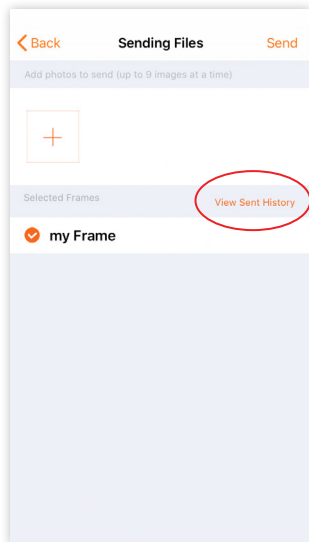 Back Sending Files Send
Add photos to send (up to 9 images at a time)
Selected Frames View Sent History
my Frame